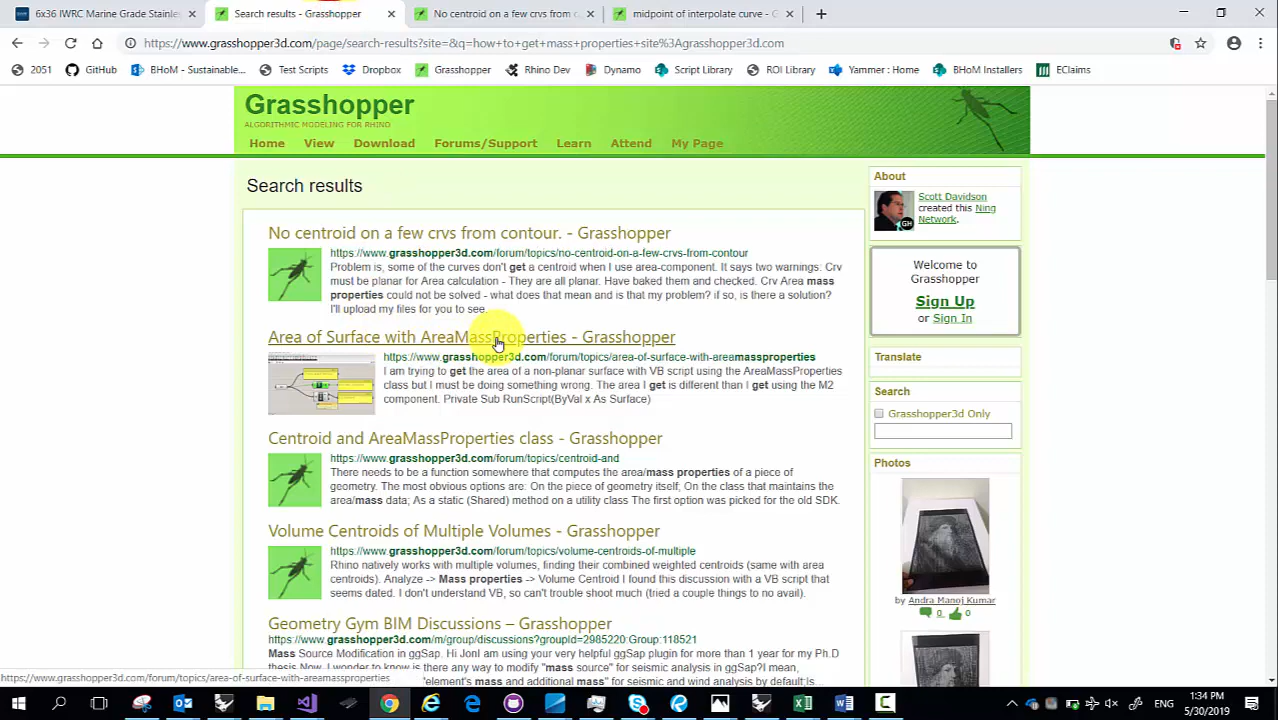 6x36 IWRC Marine Grade Stainles
Search results - Grasshopper
No centroid on a few crvs from c
midpoint of interpolate curve - G
https://www.grasshopper3d.com/page/search-results?site=&q=how+to+get+mass+properties+site%3Agrasshopper3d.com
2051
GitHub
BHoM - Sustainable...
Test Scripts
Dropbox
Grasshopper
Rhino Dev
Dynamo
Script Library
ROI Library
Yammer : Home
BHoM Installers
EClaims
Grasshopper
ALGORITHMIC MODELING FOR RHINO
Home View Download Forums/Support Learn Attend My Page
Search results
No centroid on a few crvs from contour. - Grasshopper
https://www.grasshopper3d.com/forum/topics/no-centroid-on-a-few-crvs-from-contour
Problem is, some of the curves don't get a centroid when I use area-component. It says two warnings: Crv
must be planar for Area calculation - They are all planar. Have baked them and checked. Crv Area mass
properties could not be solved - what does that mean and is that my problem? if so, is there a solution?
I'll upload my files for you to see.
Area of Surface with AreaMassProperties - Grasshopper
https://www.grasshopper3d.com/forum/topics/area-of-surface-with-areamassproperties
I am trying to get the area of a non-planar surface with VB script using the AreaMassProperties
class but I must be doing something wrong. The area I get is different than I get using the M2
component. Private Sub RunScript(ByVal x As Surface)
Centroid and AreaMassProperties class - Grasshopper
https://www.grasshopper3d.com/forum/topics/centroid-and
There needs to be a function somewhere that computes the area/mass properties of a piece of
geometry. The most obvious options are: On the piece of geometry itself, On the class that maintains the
area/mass data; As a static (Shared) method on a utility class The first option was picked for the old SDK.
Volume Centroids of Multiple Volumes - Grasshopper
https://www.grasshopper3d.com/forum/topics/volume-centroids-of-multiple
Rhino natively works with multiple volumes, finding their combined weighted centroids (same with area
centroids). Analyze -> Mass properties -> Volume Centroid I found this discussion with a VB script that
seems dated. I don't understand VB, so can't trouble shoot much (tried a couple things to no avail).
Geometry Gym BIM Discussions – Grasshopper
https://www.grasshopper3d.com/m/group/discussions?groupId=2985220:Group:118521
Mass Source Modification in ggSap. Hi JonI am using your very helpful ggSap plugin for more than 1 year for my Ph.D
thesis.Now, I wonder to know is there any way to modify "mass source" for seismic analysis in ggSap?I mean,
"element's mass and additional mass" for seismic and wind analysis by default;Is...
About
Scott Davidson
created this Ning
Network.
GH
Welcome to
Grasshopper
Sign Up
or Sign In
Translate
Search
Grasshopper3d Only
Photos
by Andra Manoj Kumar
0 0
https://www.grasshopper3d.com/forum/topics/area-of-surface-with-areamassproperties
ENG
1:34 PM
5/30/2019